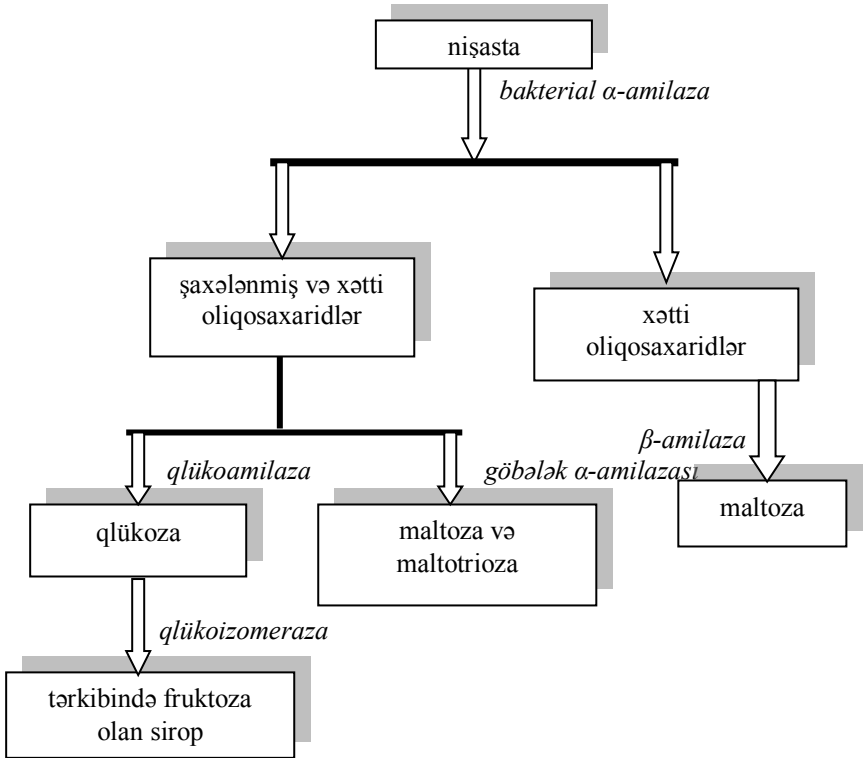 nişasta
bakterial α-amilaza
şaxələnmiş və xətti
oliqosaxaridlər
xətti
oliqosaxaridlər
β-amilaza
qlükoamilaza
göbələk α-amilazası
qlükoza
maltoza və
maltotrioza
maltoza
qlükoizomeraza
tərkibində fruktoza
olan sirop